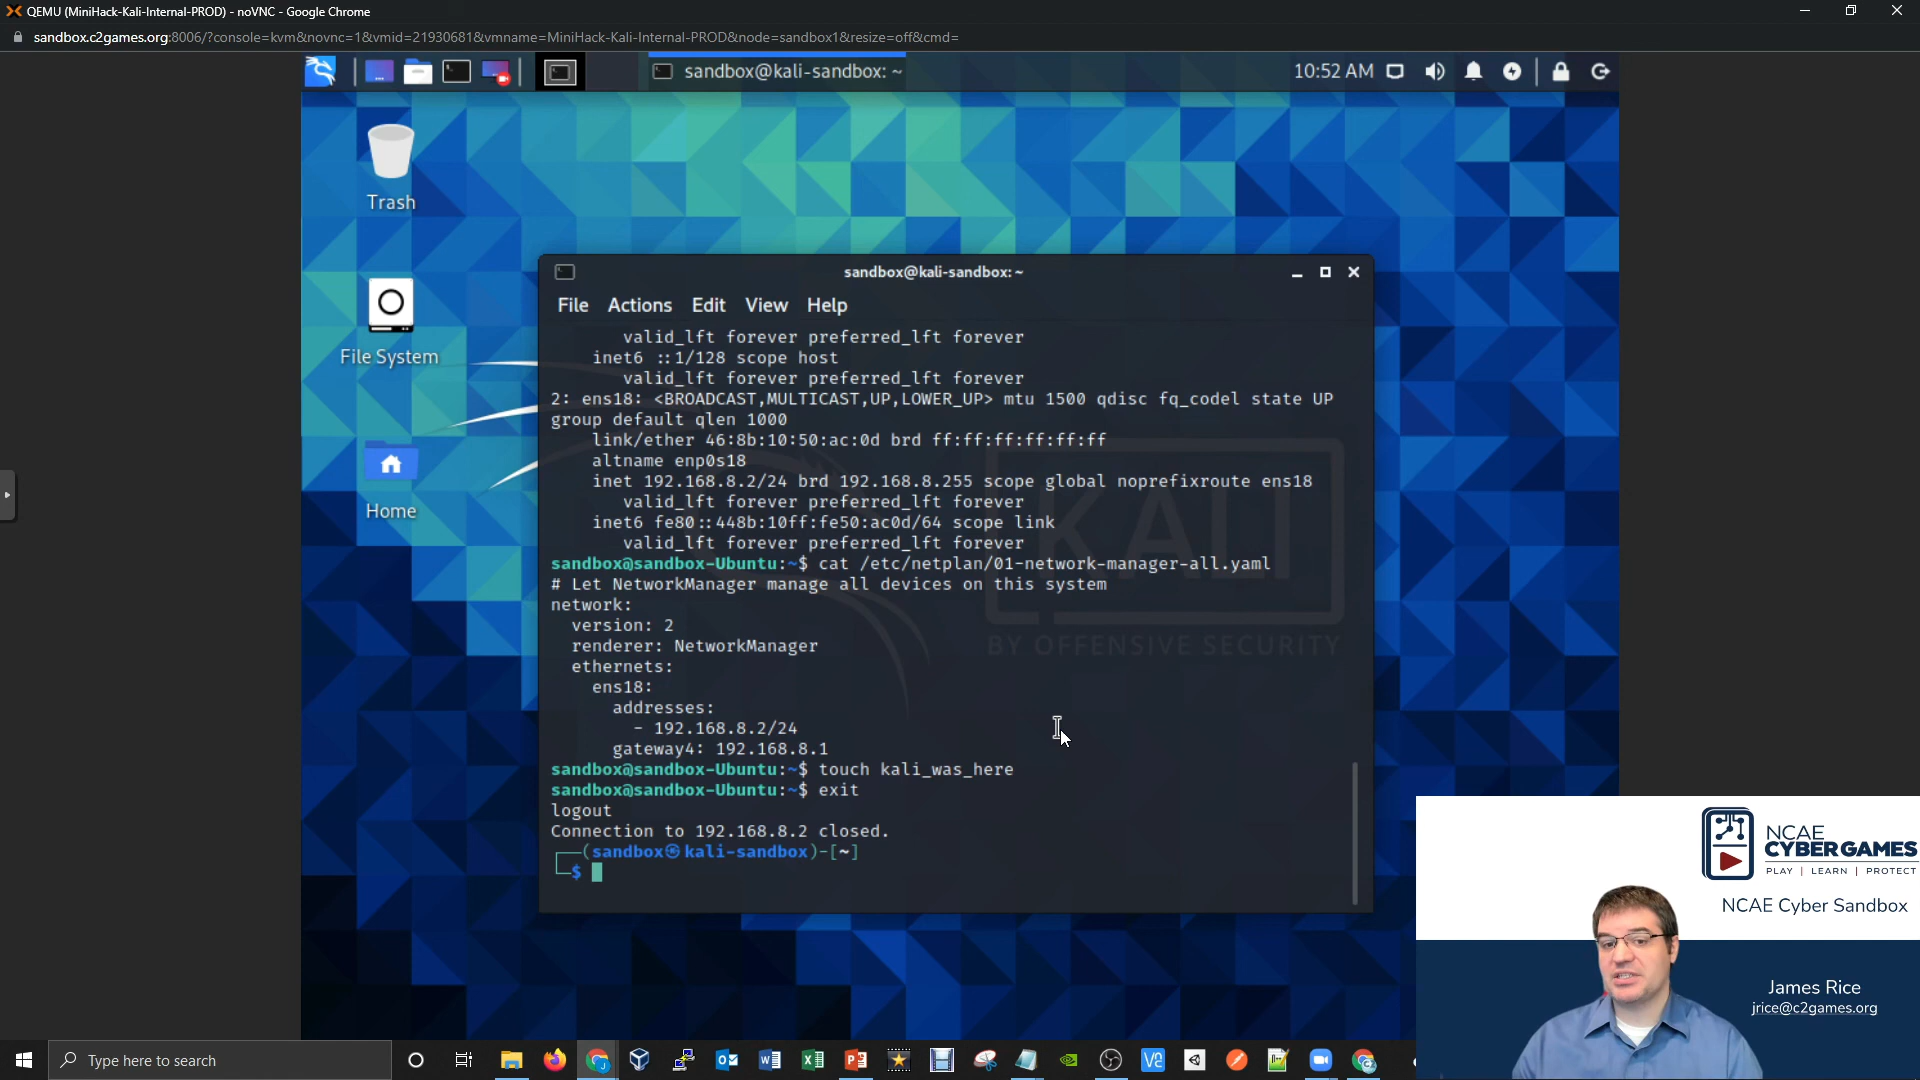 QEMU (MiniHack-Kali-Internal-PROD) - noVNC - Google Chrome
sandbox.c2games.org:8006/?console=kvm&novnc=1&vmid=21930681&vmname=MiniHack-Kali-Internal-PROD&node=sandbox1&resize=off&cmd=
sandbox@kali-sandbox: ~
10:52 AM
Trash
File System
Home
sandbox@kali-sandbox: ~
File Actions Edit View Help
valid_lft forever preferred_lft forever
inet6 ::1/128 scope host
valid_lft forever preferred_lft forever
2: ens18: <BROADCAST,MULTICAST,UP,LOWER_UP> mtu 1500 qdisc fq_codel state UP
group default qlen 1000
link/ether 46:8b:10:50:ac:0d brd ff:ff:ff:ff:ff:ff
altname enp0s18
inet 192.168.8.2/24 brd 192.168.8.255 scope global noprefixroute ens18
valid_lft forever preferred_lft forever
inet6 fe80::448b:10ff:fe50:ac0d/64 scope link
valid_lft forever preferred_lft forever
sandbox@sandbox-Ubuntu:~$ cat /etc/netplan/01-network-manager-all.yaml
# Let NetworkManager manage all devices on this system
network:
version: 2
renderer: NetworkManager
ethernets:
ens18:
addresses:
- 192.168.8.2/24
gateway4: 192.168.8.1
sandbox@sandbox-Ubuntu:~$ touch kali_was_here
sandbox@sandbox-Ubuntu:~$ exit
logout
Connection to 192.168.8.2 closed.
(sandbox㉿kali-sandbox)-[~]
$
KALI
BY OFFENSIVE SECURITY
NCAE
CYBERGAMES
PLAY | LEARN | PROTECT
NCAE Cyber Sandbox
James Rice
jrice@c2games.org
Type here to search